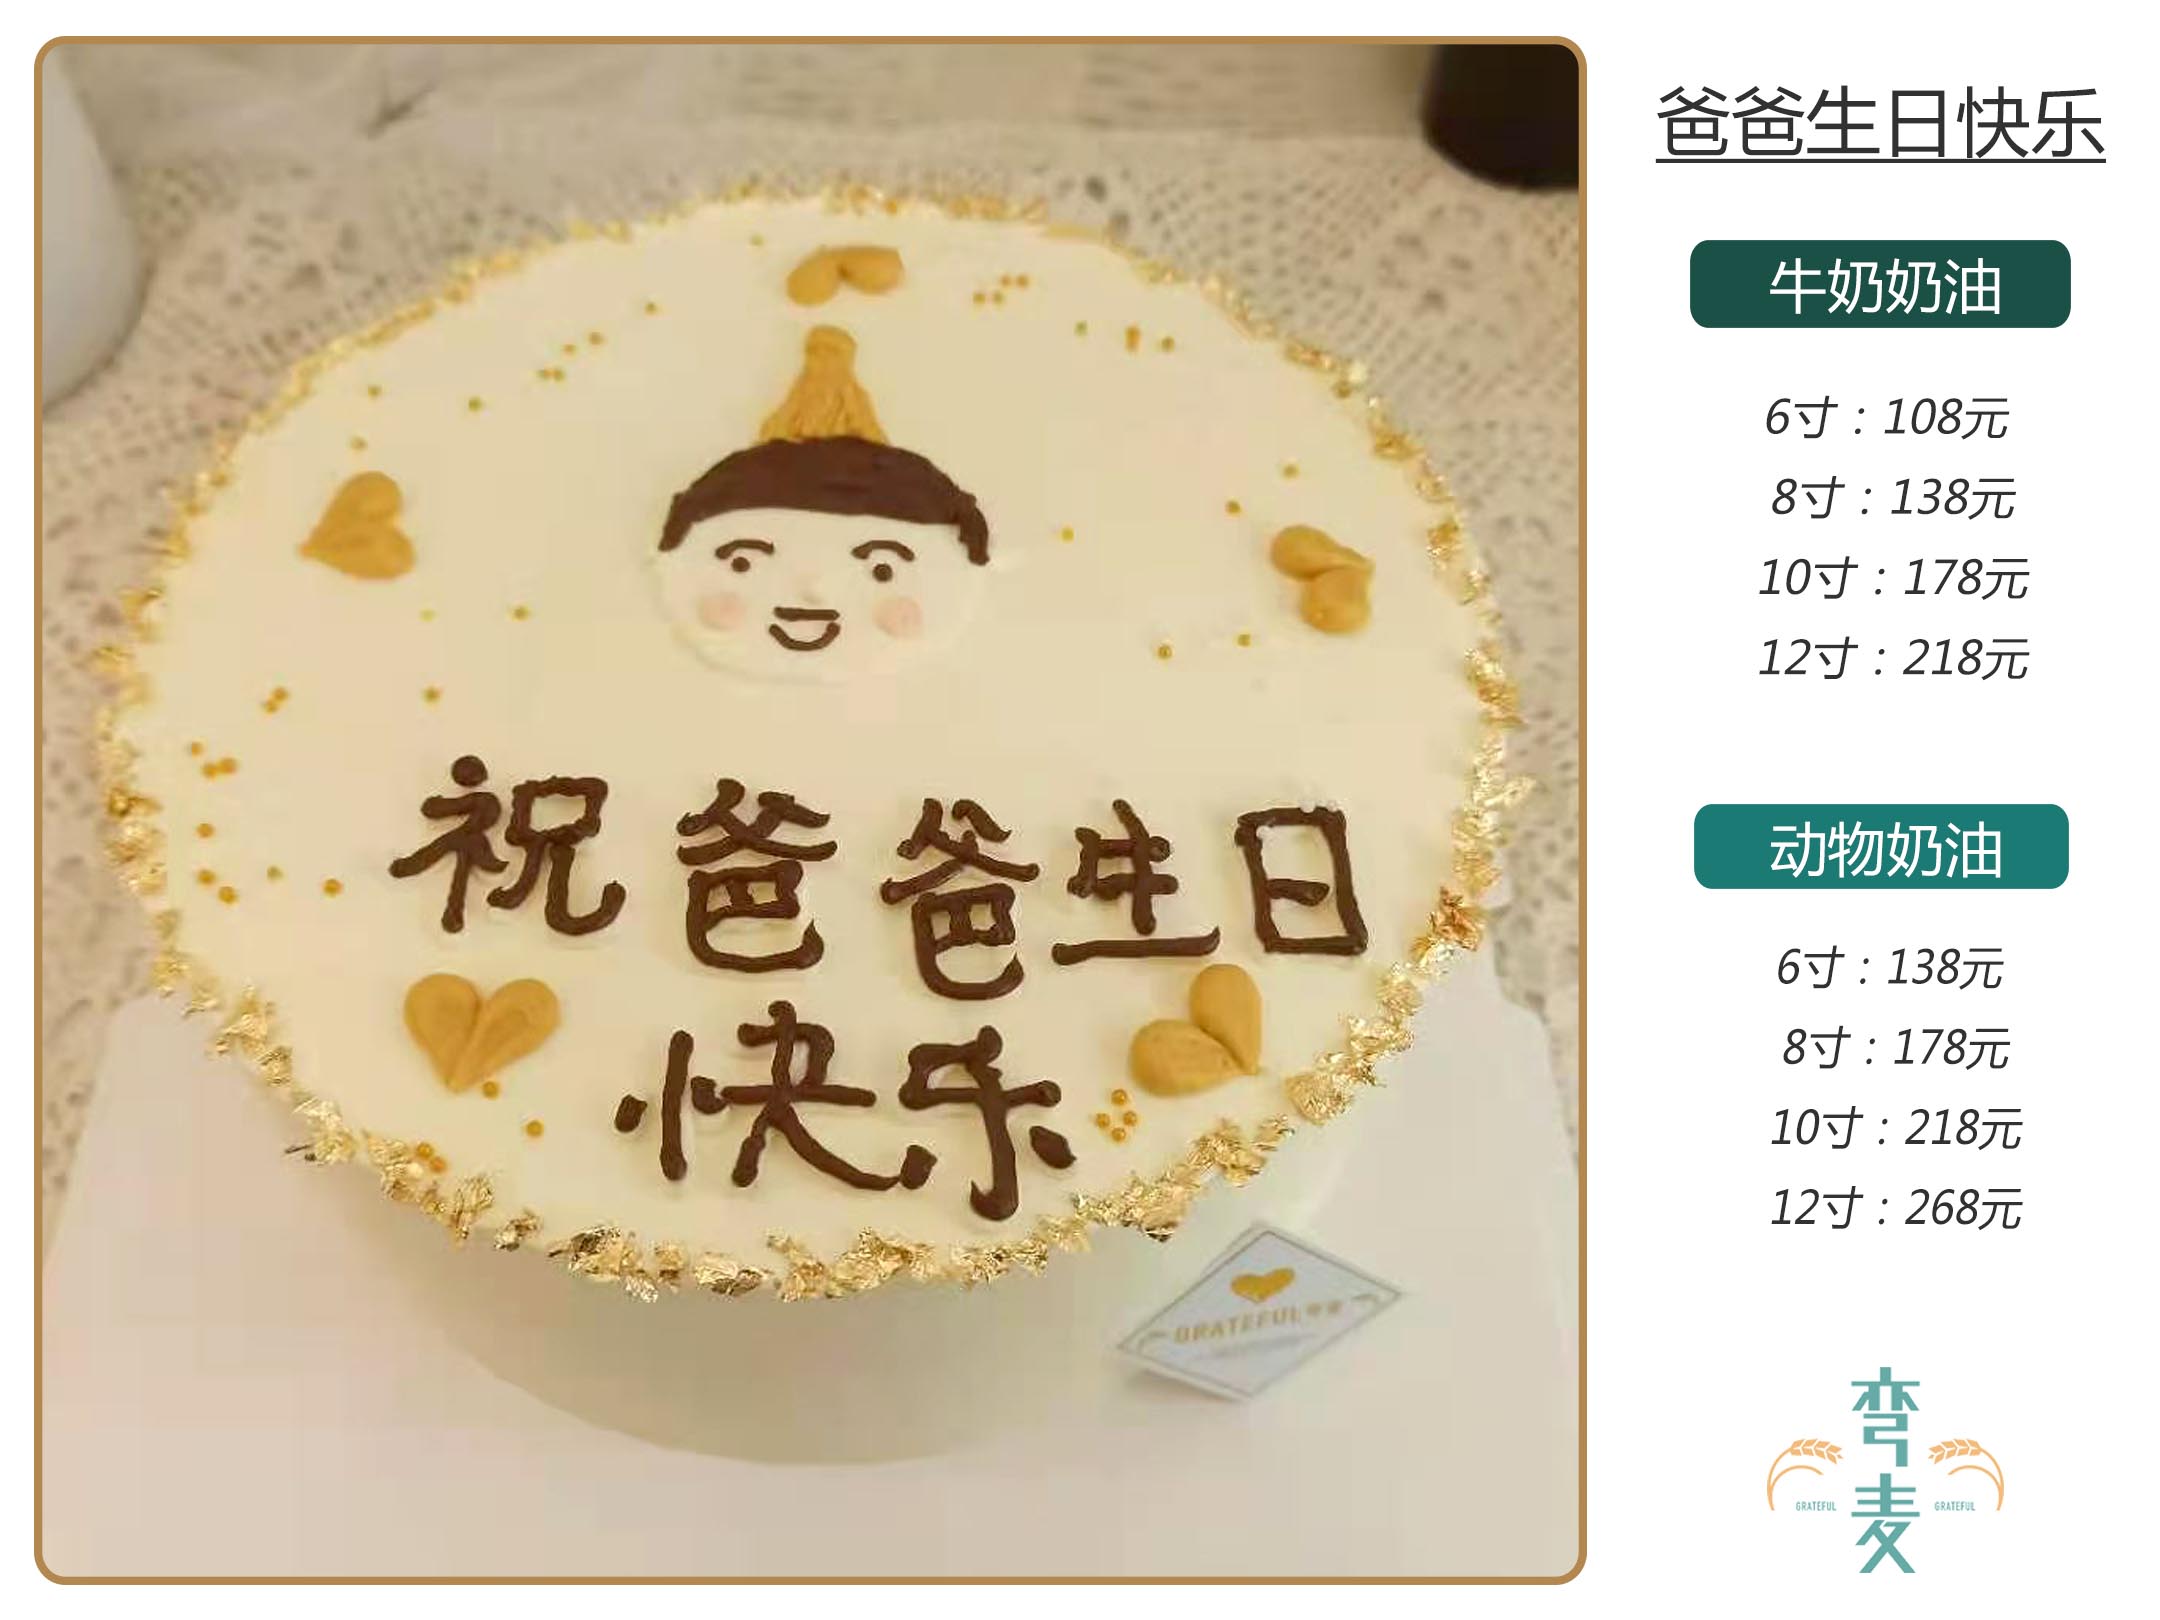 祝爸爸生日
快乐
GRATEFUL
爸爸生日快乐
牛奶奶油
6寸：108元
8寸：138元
10寸：178元
12寸：218元
动物奶油
6寸：138元
8寸：178元
10寸：218元
12寸：268元
弯麦
GRATEFUL
GRATEFUL